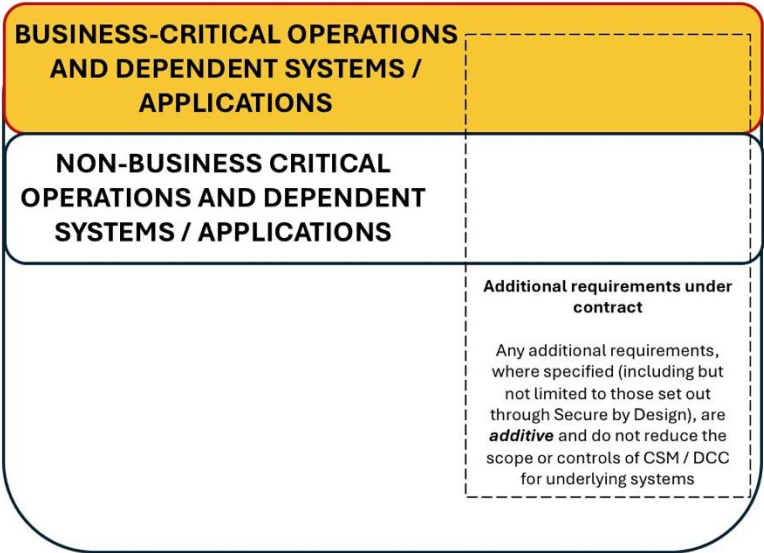 BUSINESS-CRITICAL OPERATIONS
AND DEPENDENT SYSTEMS /
APPLICATIONS
NON-BUSINESS CRITICAL
OPERATIONS AND DEPENDENT
SYSTEMS / APPLICATIONS
Additional requirements under
contract
Any additional requirements,
where specified (including but
not limited to those set out
through Secure by Design), are
additive and do not reduce the
scope or controls of CSM / DCC
for underlying systems